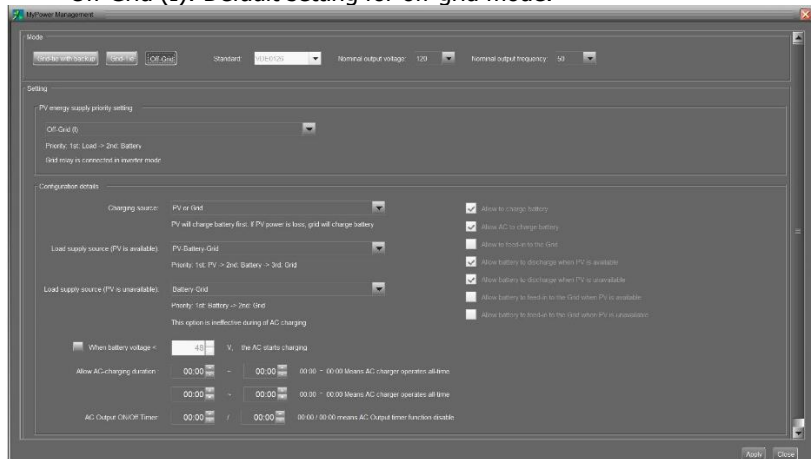 Off-Grid (I): Default setting for off-grid mode.
MyPower Management
Mode
Grid-tie with backup Grid-Tie Off-Grid Standard: VDE0126 Nominal output voltage: 120 Nominal output frequency: 50
Setting
PV energy supply priority setting
Off-Grid (I)
Priority: 1st: Load -> 2nd: Battery
Grid relay is connected in inverter mode
Configuration details
Charging source: PV or Grid
PV will charge battery first. If PV power is loss, grid will charge battery
Load supply source (PV is available): PV-Battery-Grid
Priority: 1st: PV -> 2nd: Battery -> 3rd: Grid
Load supply source (PV is unavailable): Battery-Grid
Priority: 1st: Battery -> 2nd: Grid
This option is ineffective during of AC charging
When battery voltage < 48 V, the AC starts charging
Allow AC-charging duration: 00:00 ~ 00:00 00:00 ~ 00:00 Means AC charger operates all-time
00:00 ~ 00:00 00:00 ~ 00:00 Means AC charger operates all-time
AC Output ON/Off Timer: 00:00 / 00:00 00:00 / 00:00 means AC Output timer function disable
Allow to charge battery
Allow AC to charge battery
Allow to feed-in to the Grid
Allow battery to discharge when PV is available
Allow battery to discharge when PV is unavailable
Allow battery to feed-in to the Grid when PV is available
Allow battery to feed-in to the Grid when PV is unavailable
Apply Close